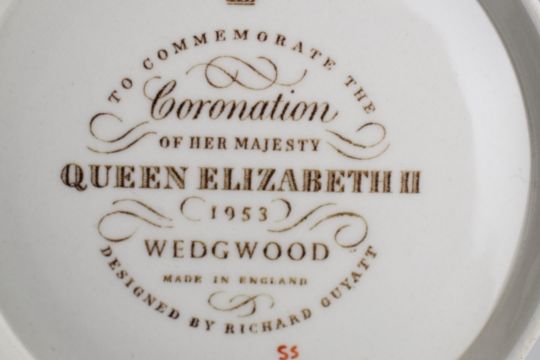 TO COMMEMORATE THE
Coronation
OF HER MAJESTY
QUEEN ELIZABETH II
1953
WEDGWOOD
MADE IN ENGLAND
DESIGNED BY RICHARD GUYATT
SS